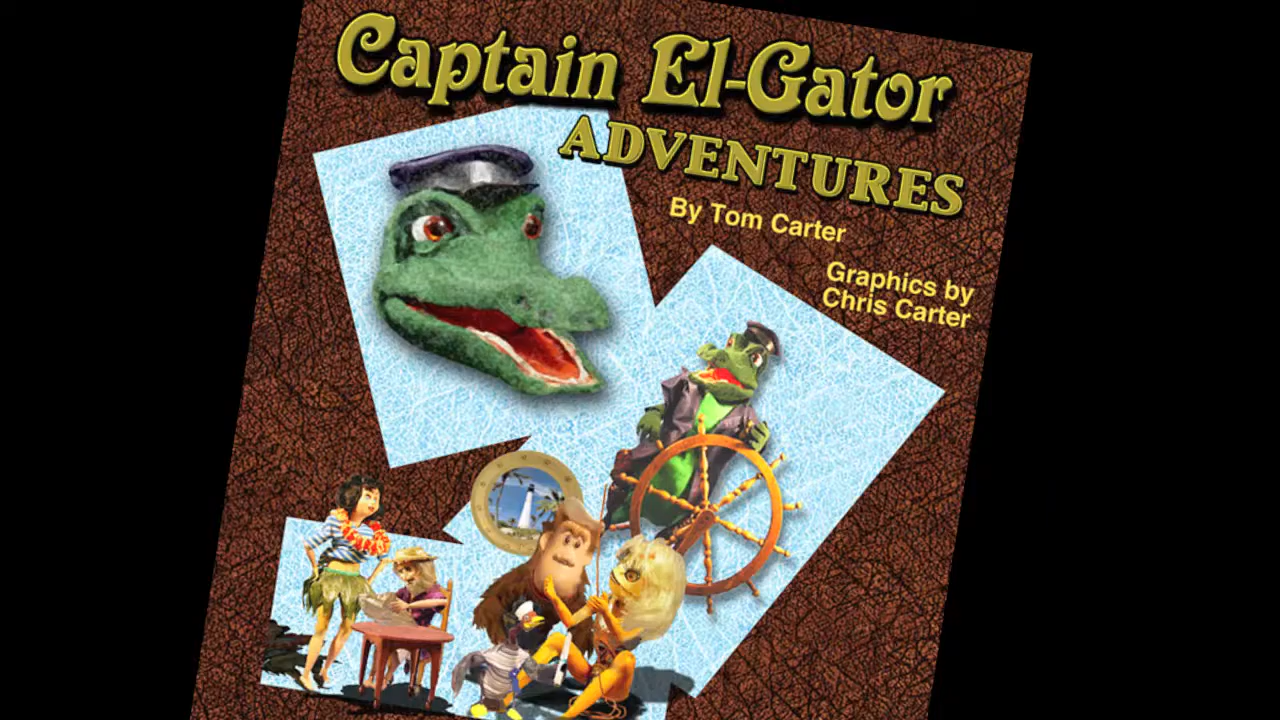 Captain El-Gator
ADVENTURES
By Tom Carter
Graphics by
Chris Carter